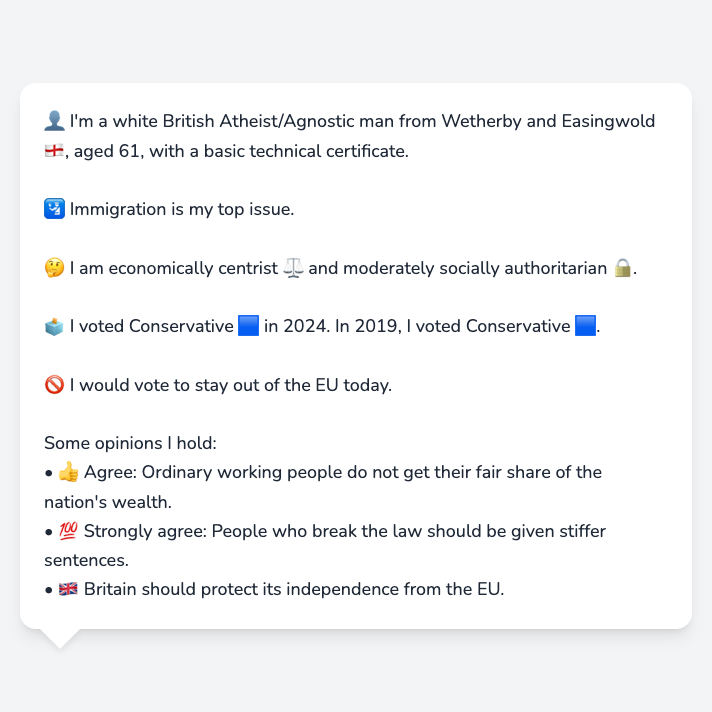 👤 I'm a white British Atheist/Agnostic man from Wetherby and Easingwold
🏴󠁧󠁢󠁥󠁮󠁧󠁿, aged 61, with a basic technical certificate.
🛂 Immigration is my top issue.
🤔 I am economically centrist ⚖️ and moderately socially authoritarian 🔒.
🗳️ I voted Conservative 🟦 in 2024. In 2019, I voted Conservative 🟦.
🚫 I would vote to stay out of the EU today.
Some opinions I hold:
• 👍 Agree: Ordinary working people do not get their fair share of the
nation's wealth.
• 💯 Strongly agree: People who break the law should be given stiffer
sentences.
• 🇬🇧 Britain should protect its independence from the EU.